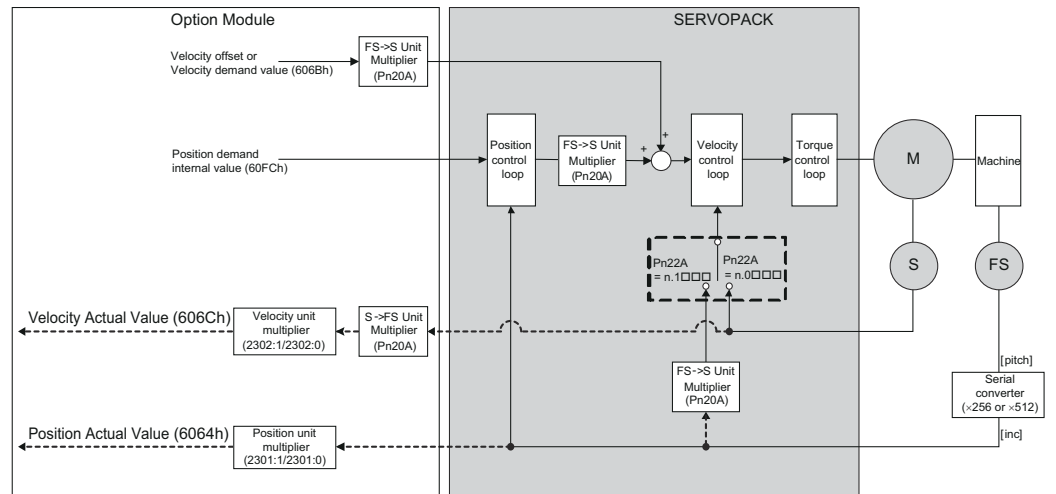 Option Module
SERVOPACK
Velocity offset or
Velocity demand value (606Bh)
FS->S Unit
Multiplier
(Pn20A)
Position demand
internal value (60FCh)
Position
control
loop
FS->S Unit
Multiplier
(Pn20A)
+
+
Velocity
control
loop
Torque
control
loop
M
Machine
Pn22A
= n.1□□□
Pn22A
= n.0□□□
S
FS
Velocity Actual Value (606Ch)
Velocity unit
multiplier
(2302:1/2302:0)
S->FS Unit
Multiplier
(Pn20A)
FS->S Unit
Multiplier
(Pn20A)
[pitch]
Serial
converter
(×256 or ×512)
[inc]
Position Actual Value (6064h)
Position unit
multiplier
(2301:1/2301:0)